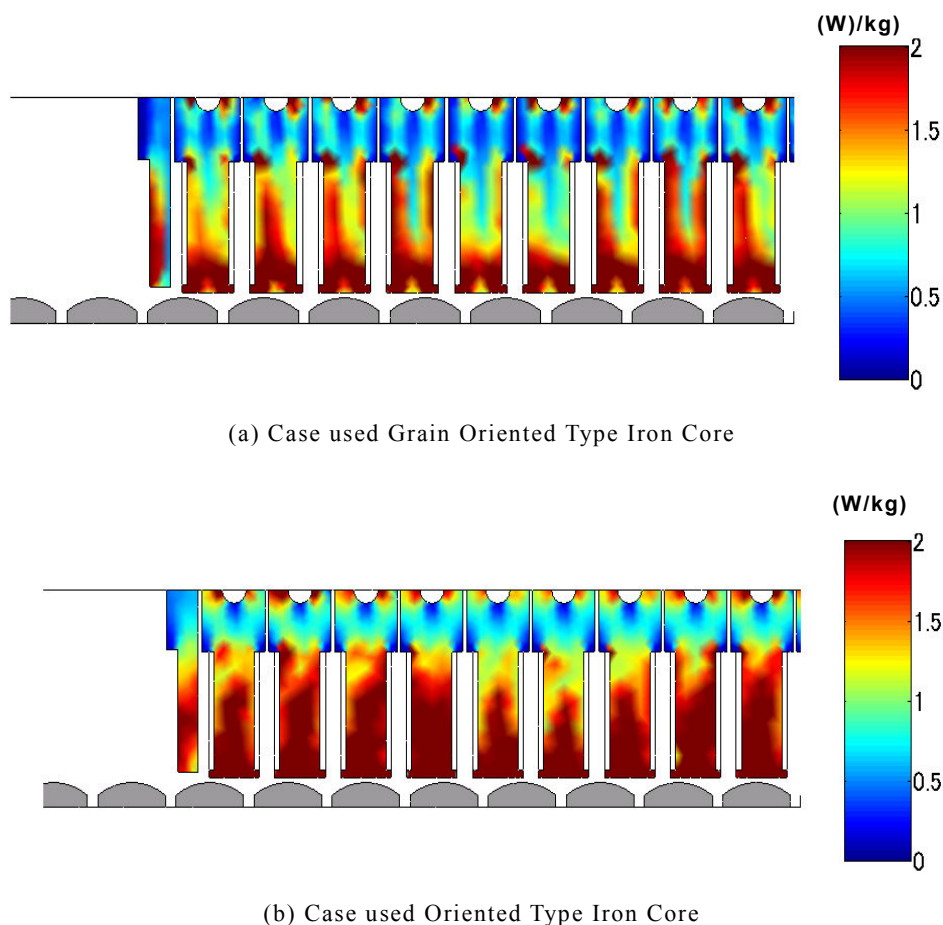 (W)/kg)
2
1.5
1
0.5
0
(a) Case used Grain Oriented Type Iron Core
(W/kg)
2
1.5
1
0.5
0
(b) Case used Oriented Type Iron Core